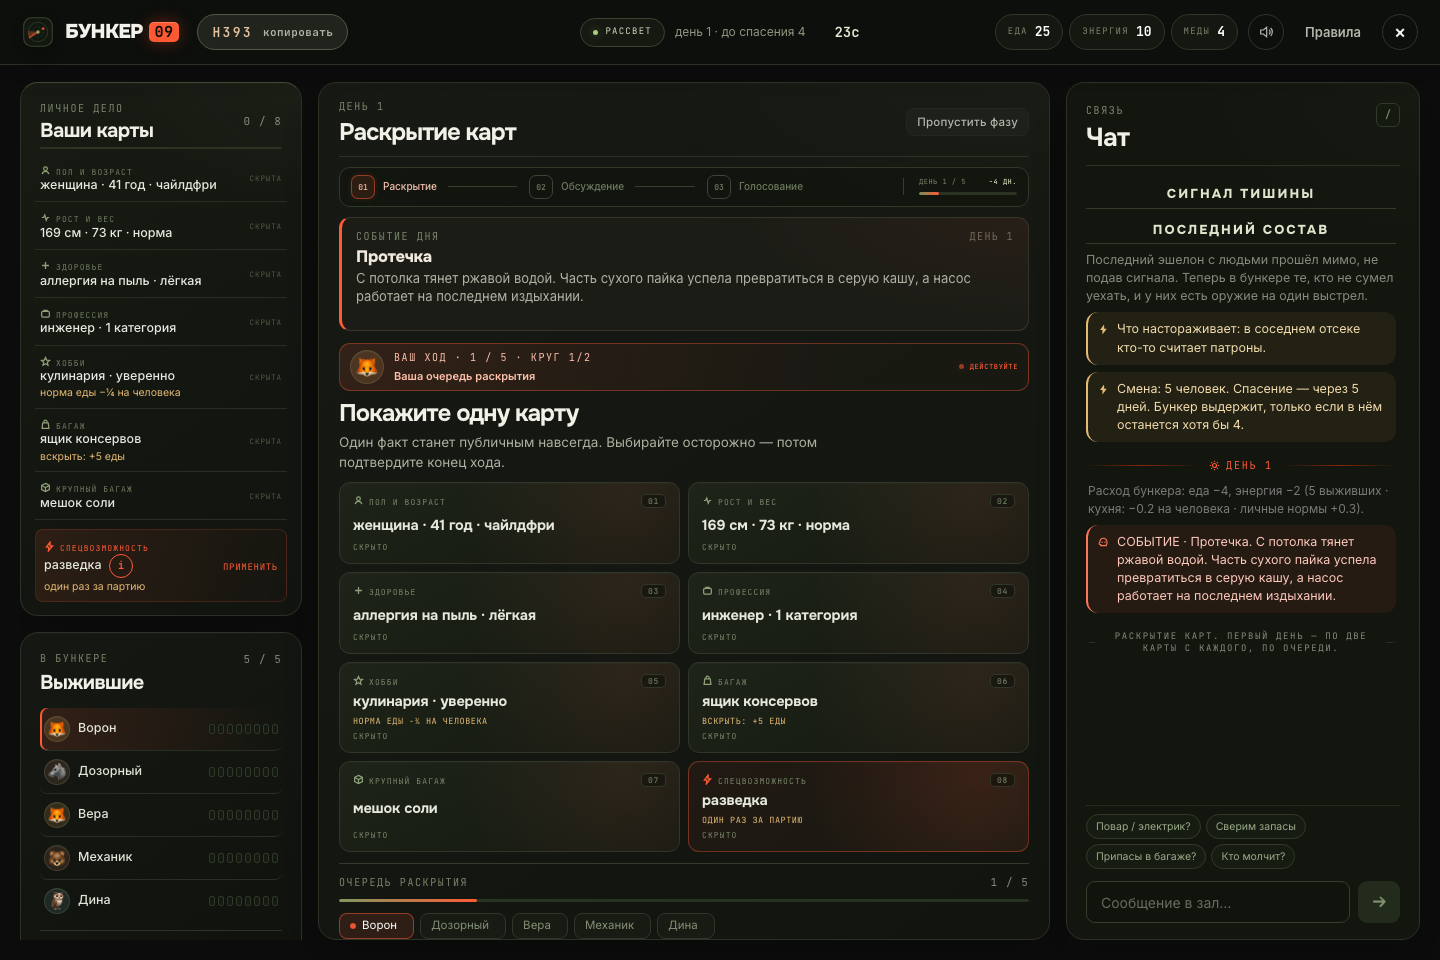 БУНКЕР 09
H393 копировать
РАССВЕТ
день 1 · до спасения 4
23с
ЕДА 25
ЭНЕРГИЯ 10
МЕДЫ 4
Правила
×
ЛИЧНОЕ ДЕЛО
Ваши карты
0 / 8
ПОЛ И ВОЗРАСТ
женщина · 41 год · чайлдфри
СКРЫТА
РОСТ И ВЕС
169 см · 73 кг · норма
СКРЫТА
ЗДОРОВЬЕ
аллергия на пыль · лёгкая
СКРЫТА
ПРОФЕССИЯ
инженер · 1 категория
СКРЫТА
ХОББИ
кулинария · уверенно
норма еды −¼ на человека
СКРЫТА
БАГАЖ
ящик консервов
вскрыть: +5 еды
СКРЫТА
КРУПНЫЙ БАГАЖ
мешок соли
СКРЫТА
СПЕЦВОЗМОЖНОСТЬ
разведка i
один раз за партию
ПРИМЕНИТЬ
В БУНКЕРЕ
Выжившие
5 / 5
Ворон
Дозорный
Вера
Механик
Дина
ДЕНЬ 1
Раскрытие карт
Пропустить фазу
01 Раскрытие
02 Обсуждение
03 Голосование
ДЕНЬ 1 / 5 −4 ДН.
СОБЫТИЕ ДНЯ
ДЕНЬ 1
Протечка
С потолка тянет ржавой водой. Часть сухого пайка успела превратиться в серую кашу, а насос
работает на последнем издыхании.
ВАШ ХОД · 1 / 5 · КРУГ 1/2
Ваша очередь раскрытия
ДЕЙСТВУЙТЕ
Покажите одну карту
Один факт станет публичным навсегда. Выбирайте осторожно — потом
подтвердите конец хода.
ПОЛ И ВОЗРАСТ 01
женщина · 41 год · чайлдфри
СКРЫТО
РОСТ И ВЕС 02
169 см · 73 кг · норма
СКРЫТО
ЗДОРОВЬЕ 03
аллергия на пыль · лёгкая
СКРЫТО
ПРОФЕССИЯ 04
инженер · 1 категория
СКРЫТО
ХОББИ 05
кулинария · уверенно
НОРМА ЕДЫ −¼ НА ЧЕЛОВЕКА
СКРЫТО
БАГАЖ 06
ящик консервов
ВСКРЫТЬ: +5 ЕДЫ
СКРЫТО
КРУПНЫЙ БАГАЖ 07
мешок соли
СКРЫТО
СПЕЦВОЗМОЖНОСТЬ 08
разведка
ОДИН РАЗ ЗА ПАРТИЮ
СКРЫТО
ОЧЕРЕДЬ РАСКРЫТИЯ 1 / 5
Ворон
Дозорный
Вера
Механик
Дина
СВЯЗЬ
Чат
/
СИГНАЛ ТИШИНЫ
ПОСЛЕДНИЙ СОСТАВ
Последний эшелон с людьми прошёл мимо, не
подав сигнала. Теперь в бункере те, кто не сумел
уехать, и у них есть оружие на один выстрел.
Что настораживает: в соседнем отсеке
кто-то считает патроны.
Смена: 5 человек. Спасение — через 5
дней. Бункер выдержит, только если в нём
останется хотя бы 4.
ДЕНЬ 1
Расход бункера: еда −4, энергия −2 (5 выживших ·
кухня: −0.2 на человека · личные нормы +0.3).
СОБЫТИЕ · Протечка. С потолка тянет
ржавой водой. Часть сухого пайка успела
превратиться в серую кашу, а насос
работает на последнем издыхании.
РАСКРЫТИЕ КАРТ. ПЕРВЫЙ ДЕНЬ — ПО ДВЕ
КАРТЫ С КАЖДОГО, ПО ОЧЕРЕДИ.
Повар / электрик?
Сверим запасы
Припасы в багаже?
Кто молчит?
Сообщение в зал...